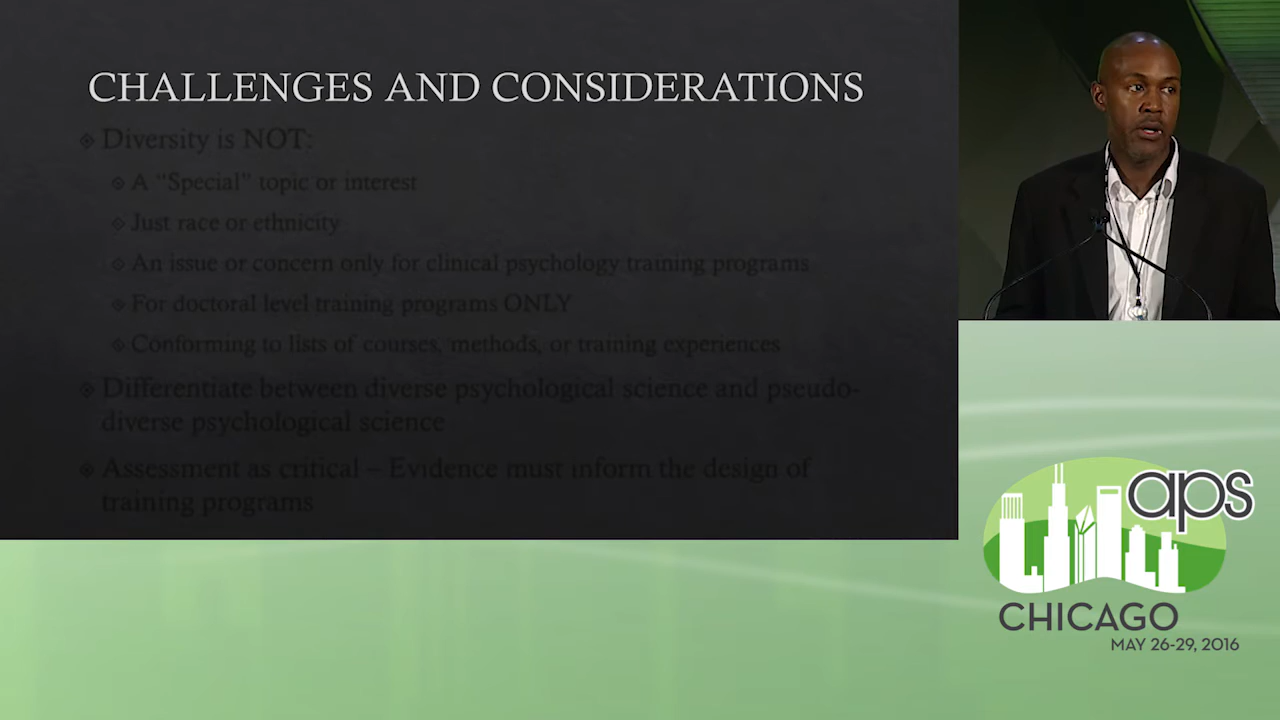 CHALLENGES AND CONSIDERATIONS
Diversity is NOT:
A “Special” topic or interest
Just race or ethnicity
An issue or concern only for clinical psychology training programs
For doctoral level training programs ONLY
Conforming to lists of courses, methods, or training experiences
Differentiate between diverse psychological science and pseudo-
diverse psychological science
Assessment as critical – Evidence must inform the design of
training programs
aps
CHICAGO
MAY 26-29, 2016